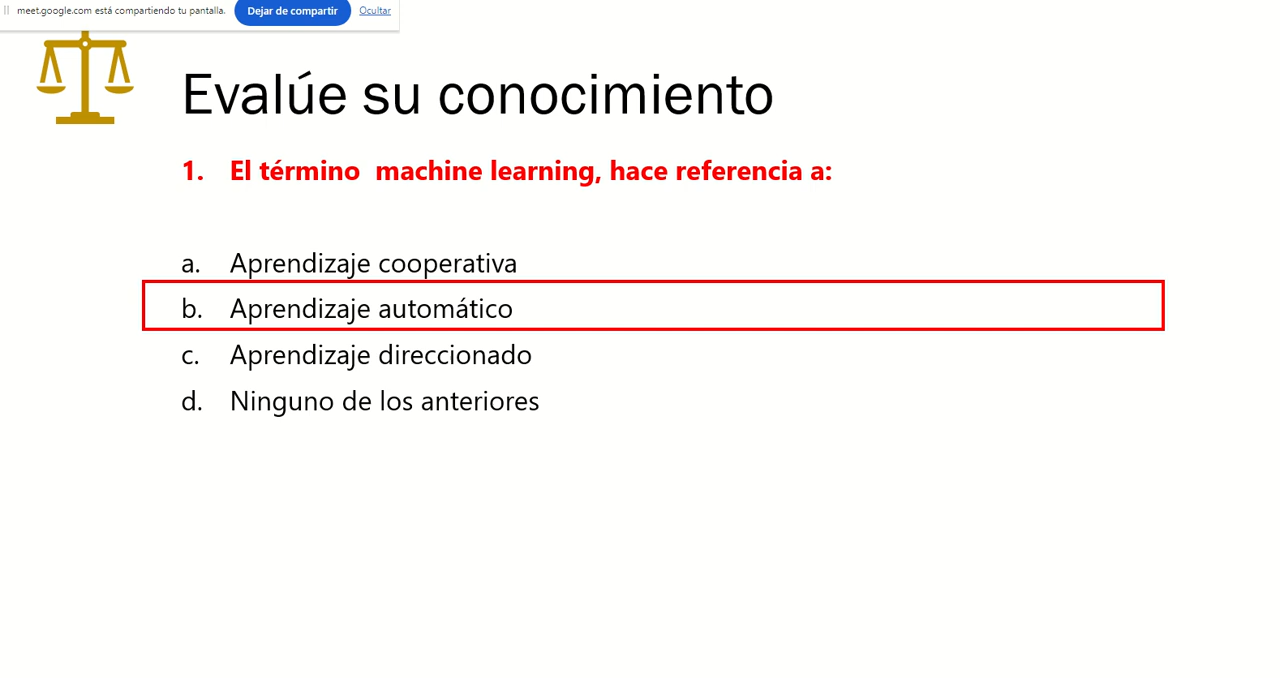 meet.google.com está compartiendo tu pantalla. Dejar de compartir Ocultar
Evalúe su conocimiento
1. El término machine learning, hace referencia a:
a. Aprendizaje cooperativa
b. Aprendizaje automático
c. Aprendizaje direccionado
d. Ninguno de los anteriores